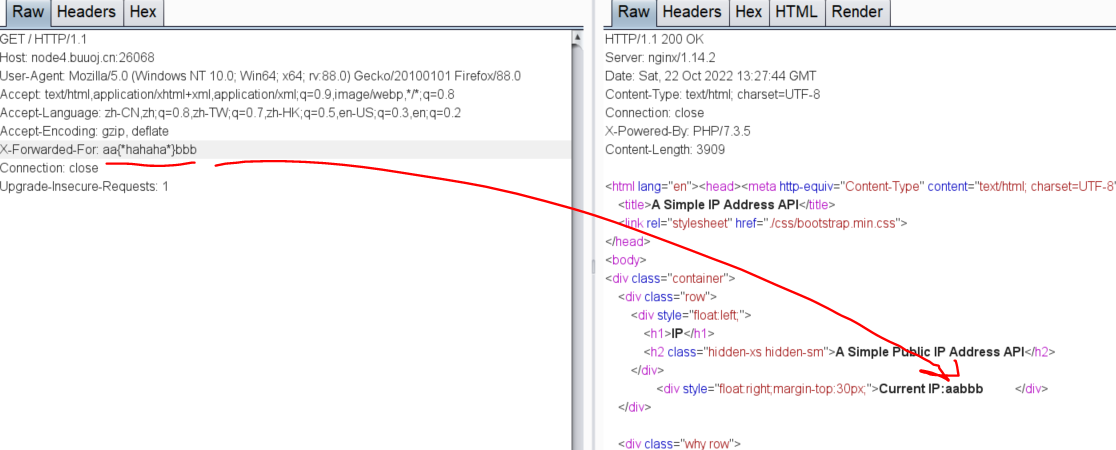 Raw Headers Hex
GET / HTTP/1.1
Host: node4.buuoj.cn:26068
User-Agent: Mozilla/5.0 (Windows NT 10.0; Win64; x64; rv:88.0) Gecko/20100101 Firefox/88.0
Accept: text/html,application/xhtml+xml,application/xml;q=0.9,image/webp,*/*;q=0.8
Accept-Language: zh-CN,zh;q=0.8,zh-TW;q=0.7,zh-HK;q=0.5,en-US;q=0.3,en;q=0.2
Accept-Encoding: gzip, deflate
X-Forwarded-For: aa{*hahaha*}bbb
Connection: close
Upgrade-Insecure-Requests: 1
Raw Headers Hex HTML Render
HTTP/1.1 200 OK
Server: nginx/1.14.2
Date: Sat, 22 Oct 2022 13:27:44 GMT
Content-Type: text/html; charset=UTF-8
Connection: close
X-Powered-By: PHP/7.3.5
Content-Length: 3909
<html lang="en"><head><meta http-equiv="Content-Type" content="text/html; charset=UTF-8"
<title>A Simple IP Address API</title>
<link rel="stylesheet" href="./css/bootstrap.min.css">
</head>
<body>
<div class="container">
<div class="row">
<div style="float:left;">
<h1>IP</h1>
<h2 class="hidden-xs hidden-sm">A Simple Public IP Address API</h2>
</div>
<div style="float:right;margin-top:30px;">Current IP:aabbb </div>
</div>
<div class="why row">